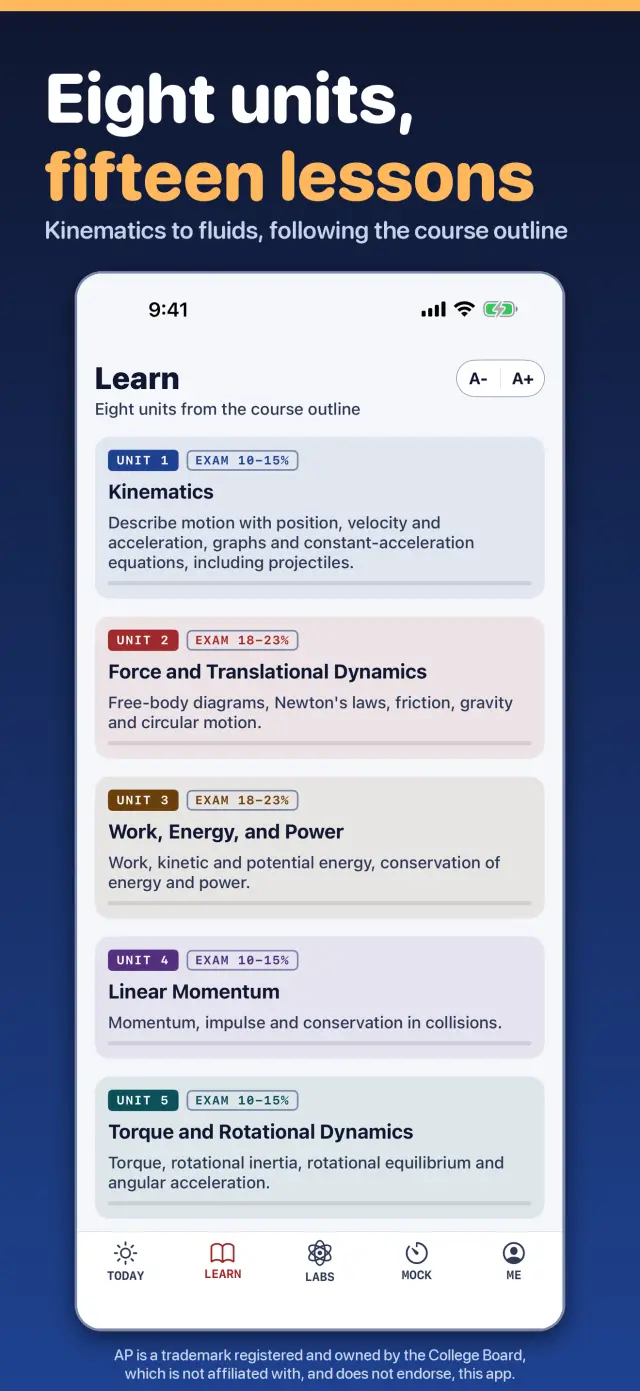 Eight units,
fifteen lessons
Kinematics to fluids, following the course outline
9:41
Learn
A- A+
Eight units from the course outline
UNIT 1 EXAM 10–15%
Kinematics
Describe motion with position, velocity and
acceleration, graphs and constant-acceleration
equations, including projectiles.
UNIT 2 EXAM 18–23%
Force and Translational Dynamics
Free-body diagrams, Newton's laws, friction, gravity
and circular motion.
UNIT 3 EXAM 18–23%
Work, Energy, and Power
Work, kinetic and potential energy, conservation of
energy and power.
UNIT 4 EXAM 10–15%
Linear Momentum
Momentum, impulse and conservation in collisions.
UNIT 5 EXAM 10–15%
Torque and Rotational Dynamics
Torque, rotational inertia, rotational equilibrium and
angular acceleration.
TODAY LEARN LABS MOCK ME
AP is a trademark registered and owned by the College Board,
which is not affiliated with, and does not endorse, this app.